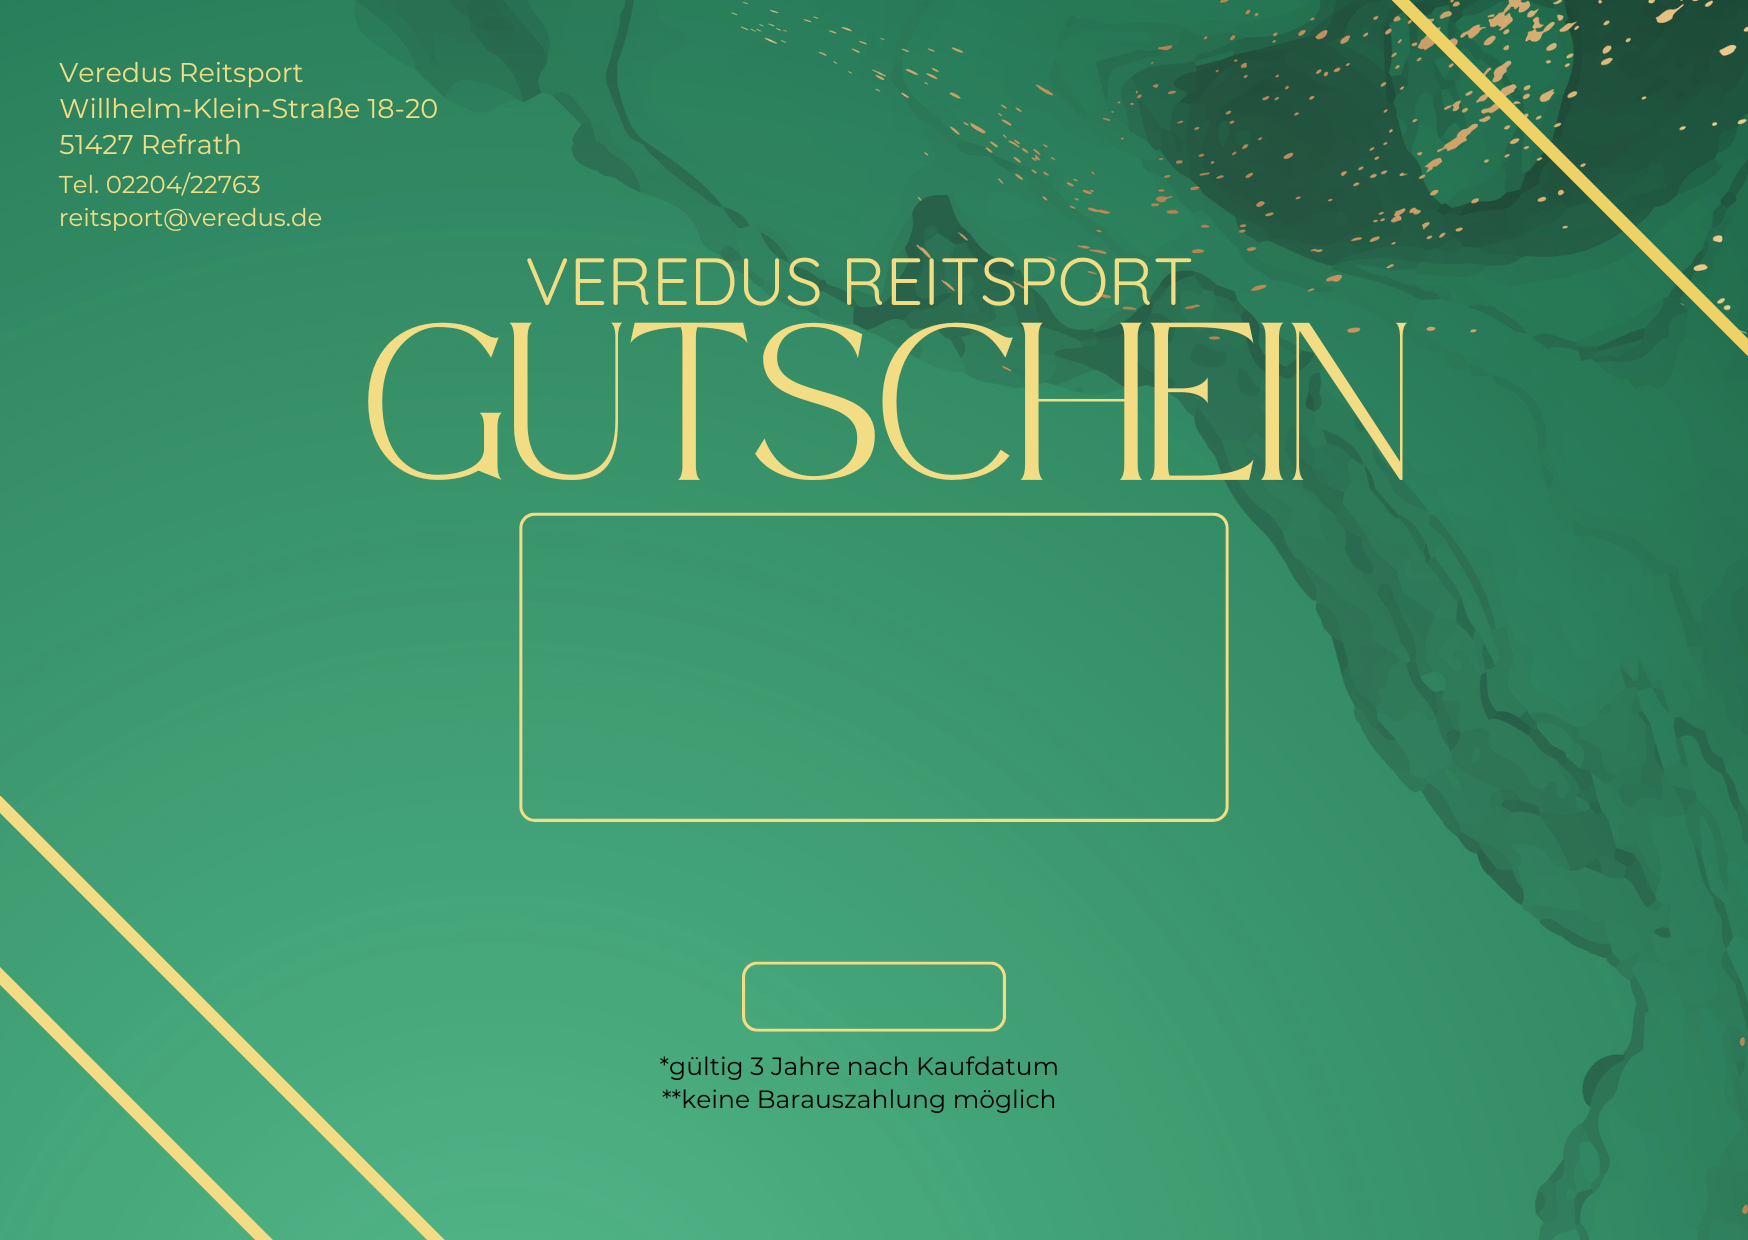 Veredus Reitsport
Willhelm-Klein-Straße 18-20
51427 Refrath
Tel. 02204/22763
reitsport@veredus.de
VEREDUS REITSPORT
GUTSCHEIN
*gültig 3 Jahre nach Kaufdatum
**keine Barauszahlung möglich